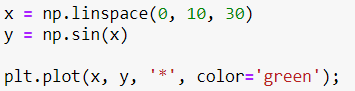 x = np.linspace(0, 10, 30)
y = np.sin(x)
plt.plot(x, y, '*', color='green');